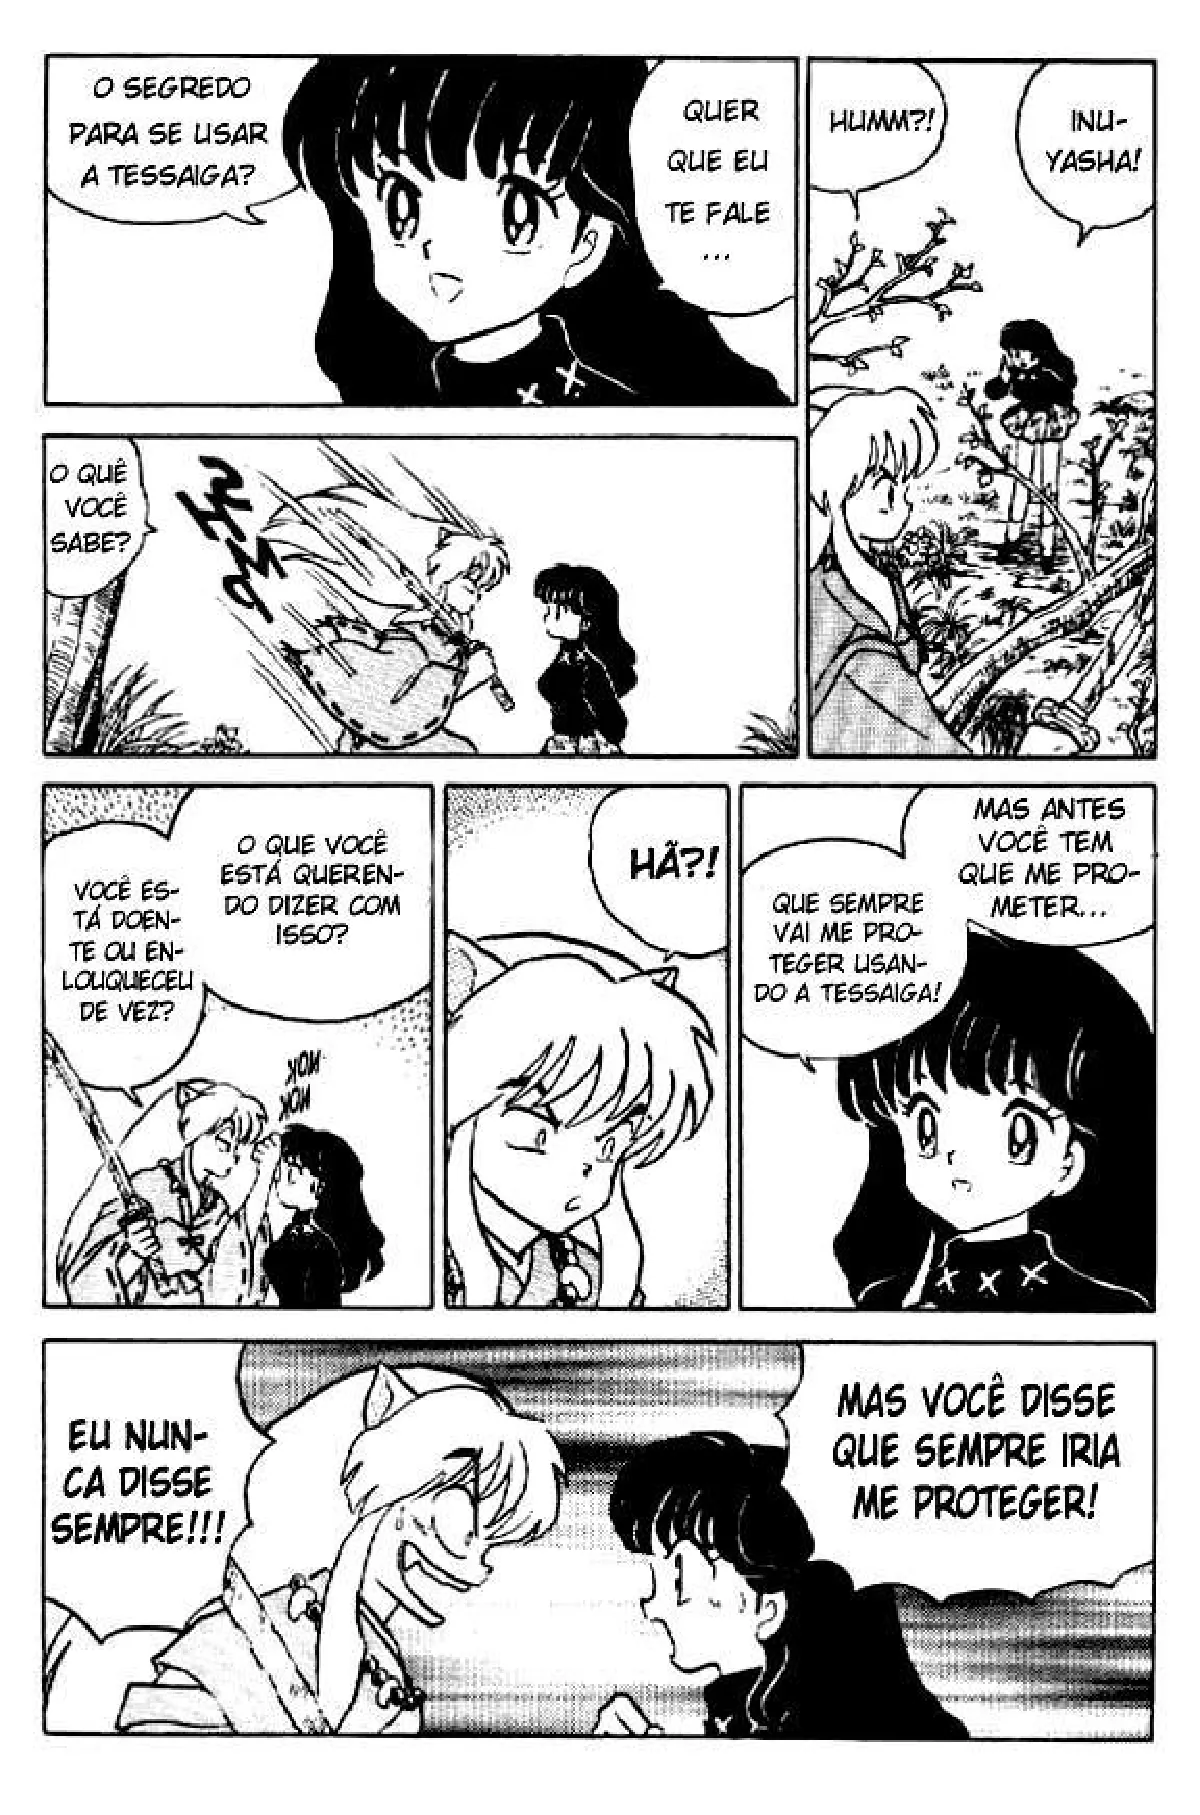 INU-
YASHA!
HUMM?!
QUER
QUE EU
TE FALE
...
O SEGREDO
PARA SE USAR
A TESSAIGA?
O QUÊ
VOCÊ
SABE?
MAS ANTES
VOCÊ TEM
QUE ME PRO-
METER...
QUE SEMPRE
VAI ME PRO-
TEGER USAN-
DO A TESSAIGA!
HÃ?!
O QUE VOCÊ
ESTÁ QUEREN-
DO DIZER COM
ISSO?
VOCÊ ES-
TÁ DOEN-
TE OU EN-
LOUQUECEU
DE VEZ?
MAS VOCÊ DISSE
QUE SEMPRE IRIA
ME PROTEGER!
EU NUN-
CA DISSE
SEMPRE!!!